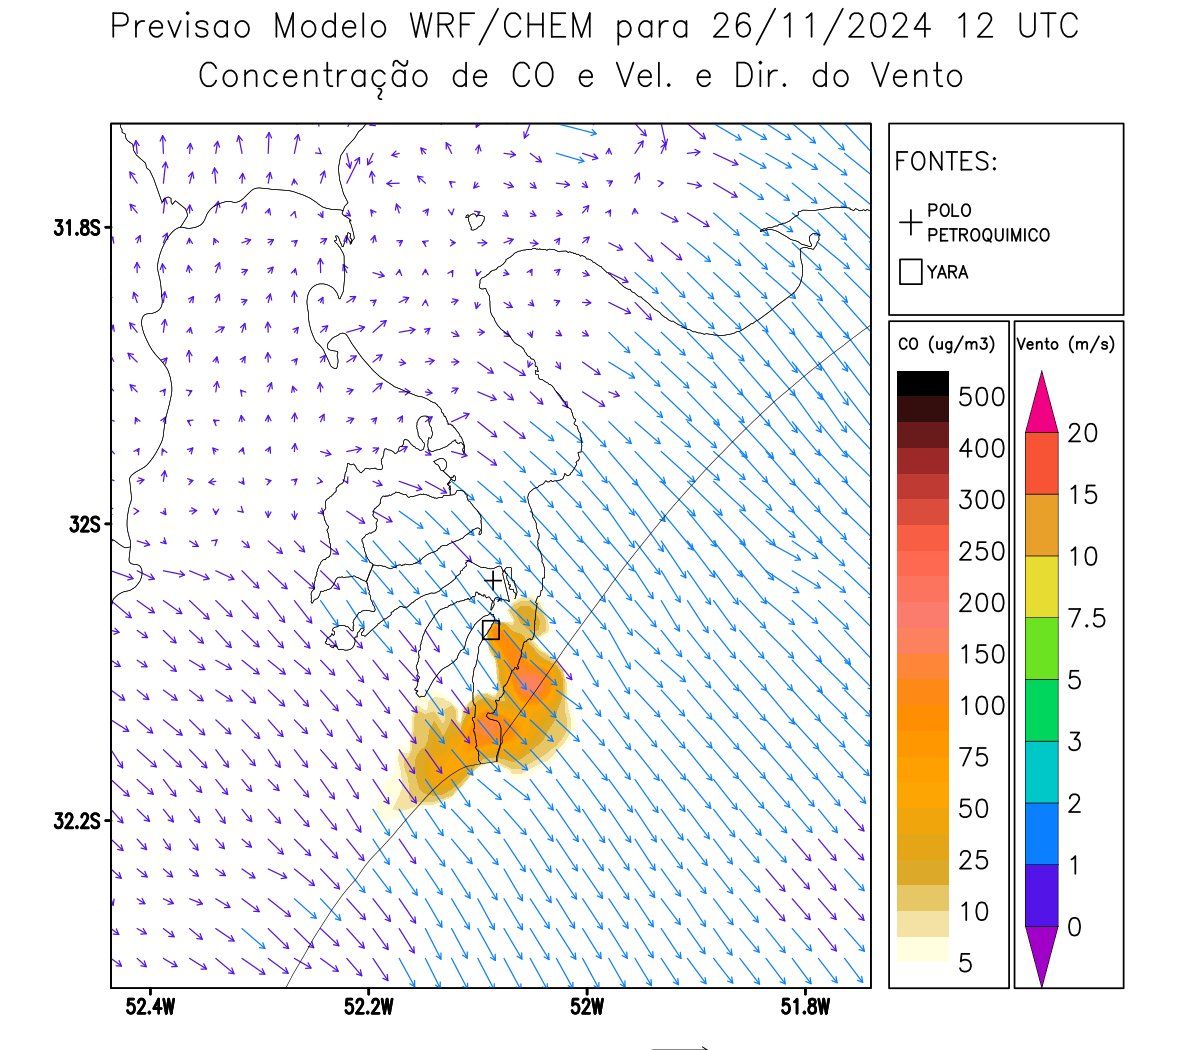 Previsao Modelo WRF/CHEM para 26/11/2024 12 UTC
Concentração de CO e Vel. e Dir. do Vento
FONTES:
POLO
PETROQUIMICO
YARA
CO (ug/m3)
500
400
300
250
200
150
100
75
50
25
10
5
Vento (m/s)
20
15
10
7.5
5
3
2
1
0
31.8S
32S
32.2S
52.4W
52.2W
52W
51.8W